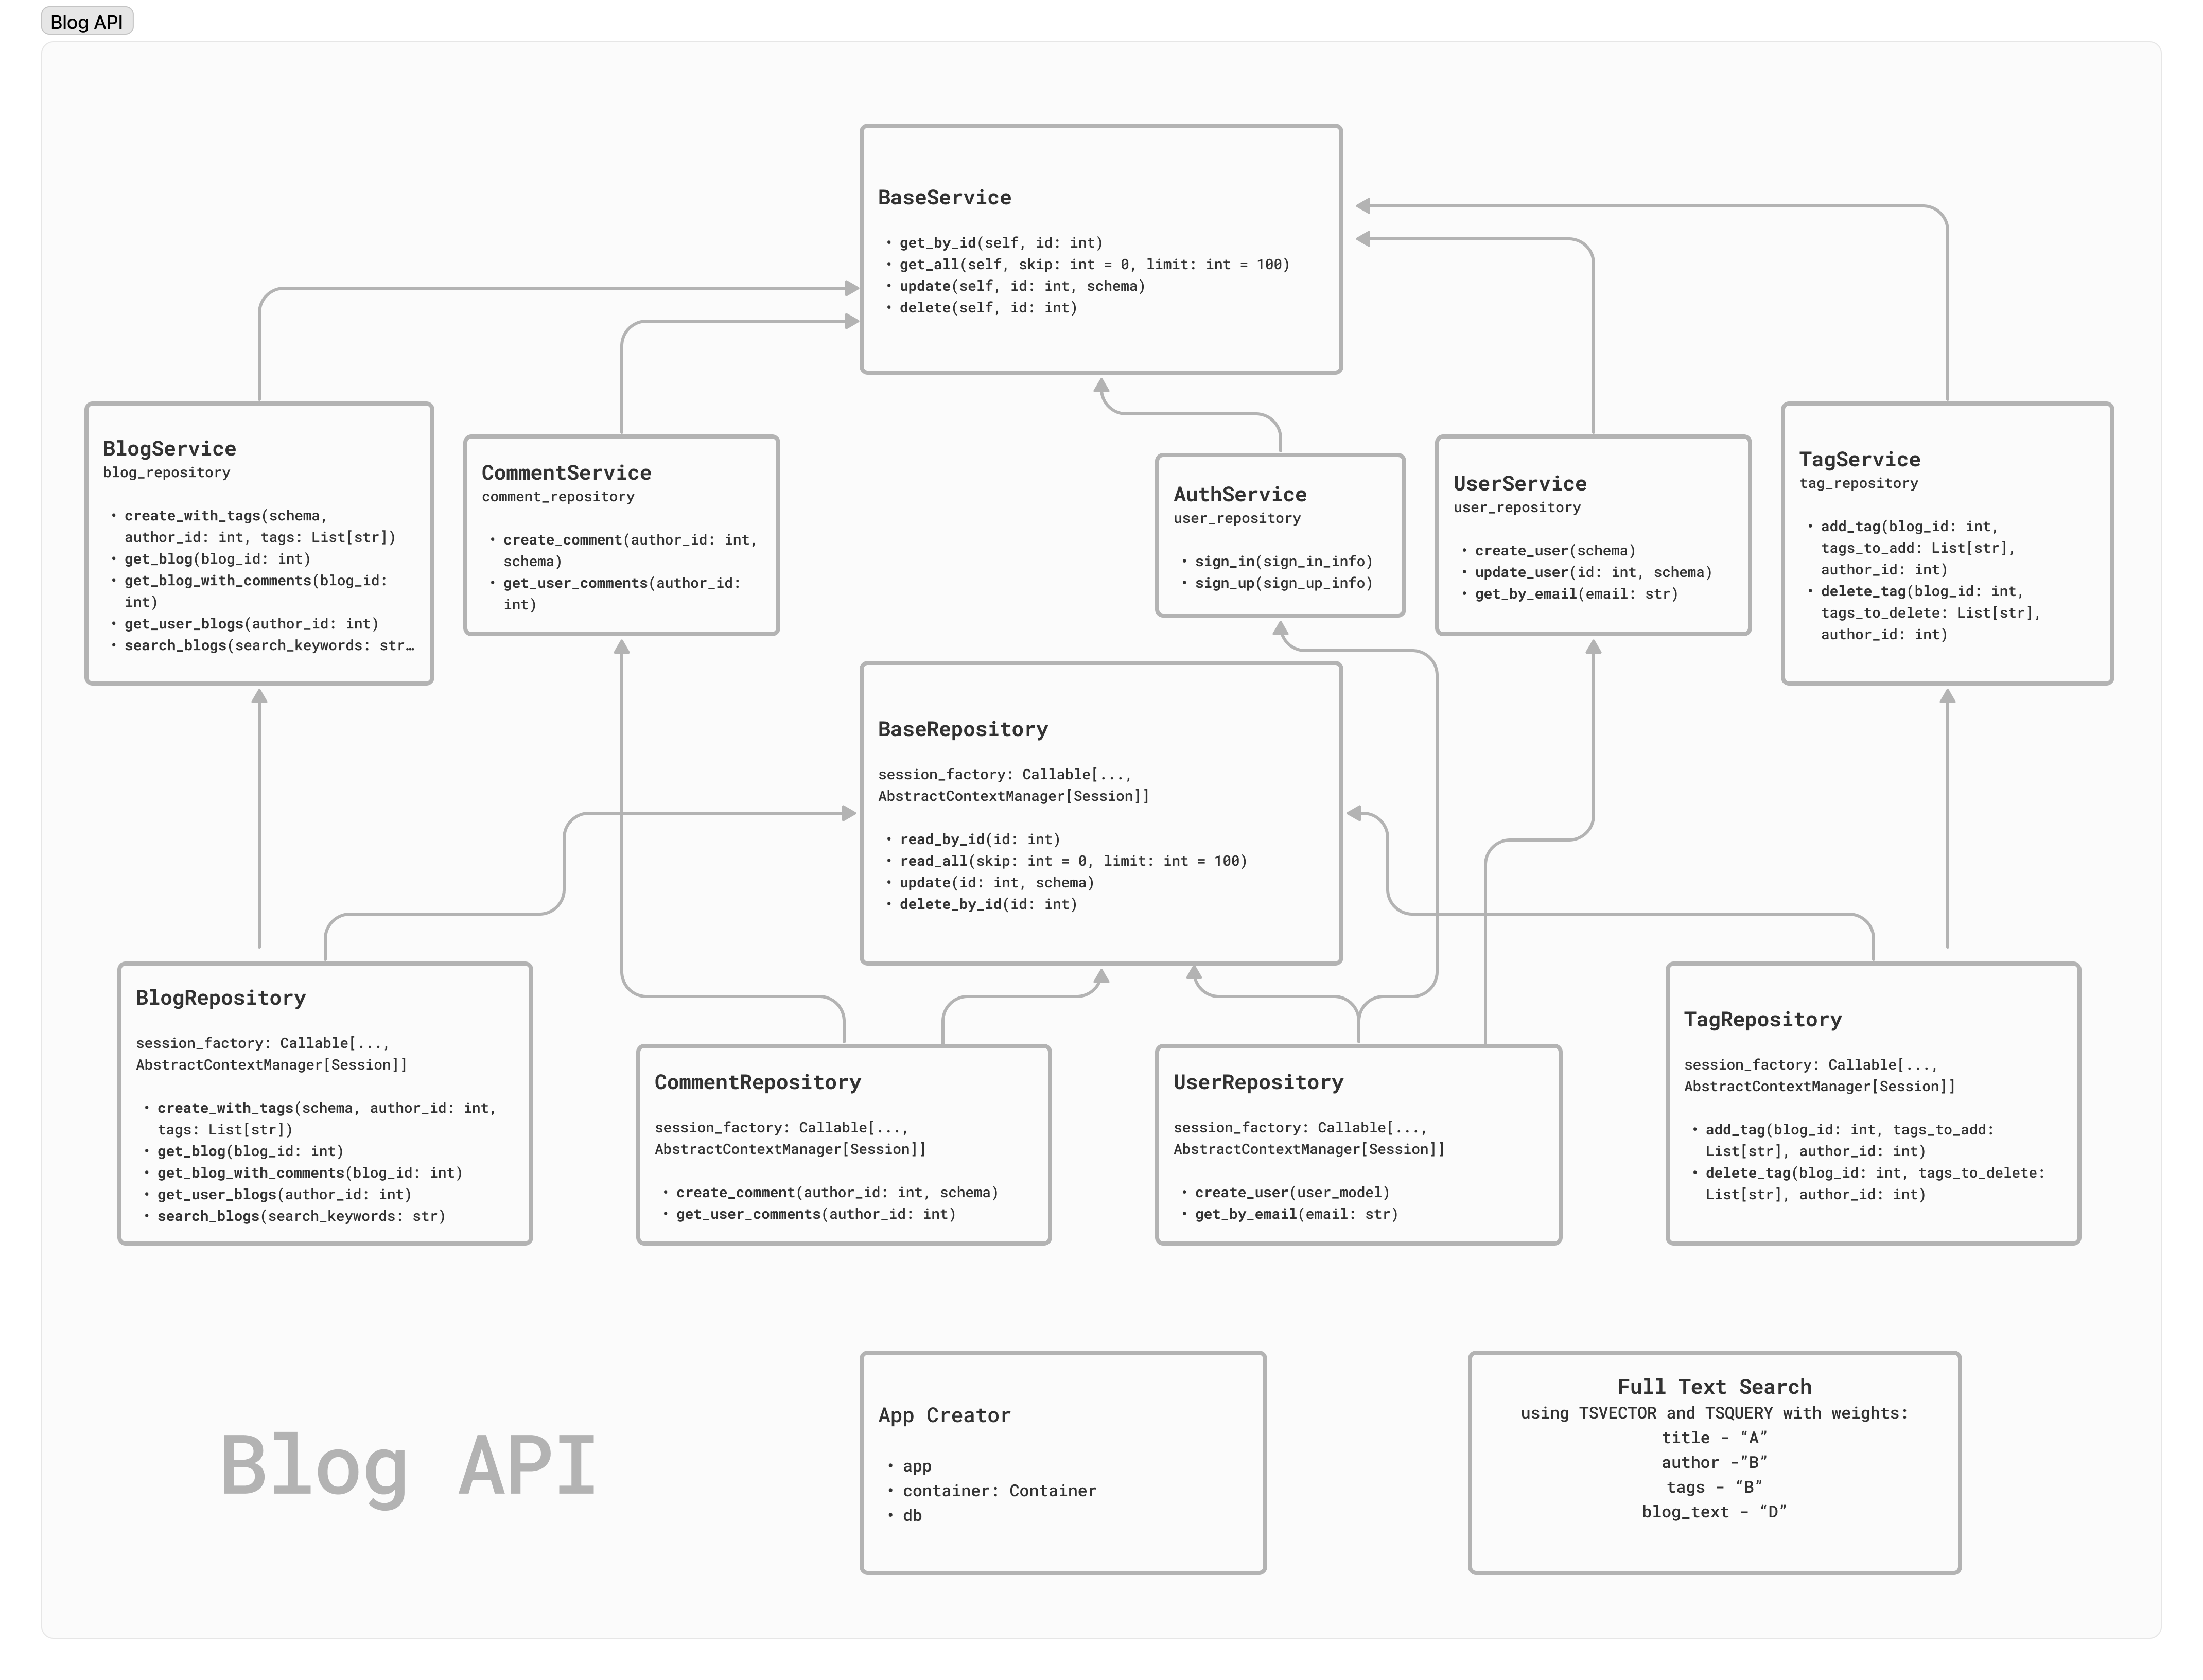 Blog API
BaseService
• get_by_id(self, id: int)
• get_all(self, skip: int = 0, limit: int = 100)
• update(self, id: int, schema)
• delete(self, id: int)
BlogService
blog_repository
• create_with_tags(schema,
author_id: int, tags: List[str])
• get_blog(blog_id: int)
• get_blog_with_comments(blog_id:
int)
• get_user_blogs(author_id: int)
• search_blogs(search_keywords: str…
CommentService
comment_repository
• create_comment(author_id: int,
schema)
• get_user_comments(author_id:
int)
AuthService
user_repository
• sign_in(sign_in_info)
• sign_up(sign_up_info)
UserService
user_repository
• create_user(schema)
• update_user(id: int, schema)
• get_by_email(email: str)
TagService
tag_repository
• add_tag(blog_id: int,
tags_to_add: List[str],
author_id: int)
• delete_tag(blog_id: int,
tags_to_delete: List[str],
author_id: int)
BaseRepository
session_factory: Callable[...,
AbstractContextManager[Session]]
• read_by_id(id: int)
• read_all(skip: int = 0, limit: int = 100)
• update(id: int, schema)
• delete_by_id(id: int)
BlogRepository
session_factory: Callable[...,
AbstractContextManager[Session]]
• create_with_tags(schema, author_id: int,
tags: List[str])
• get_blog(blog_id: int)
• get_blog_with_comments(blog_id: int)
• get_user_blogs(author_id: int)
• search_blogs(search_keywords: str)
CommentRepository
session_factory: Callable[...,
AbstractContextManager[Session]]
• create_comment(author_id: int, schema)
• get_user_comments(author_id: int)
UserRepository
session_factory: Callable[...,
AbstractContextManager[Session]]
• create_user(user_model)
• get_by_email(email: str)
TagRepository
session_factory: Callable[...,
AbstractContextManager[Session]]
• add_tag(blog_id: int, tags_to_add:
List[str], author_id: int)
• delete_tag(blog_id: int, tags_to_delete:
List[str], author_id: int)
Blog API
App Creator
• app
• container: Container
• db
Full Text Search
using TSVECTOR and TSQUERY with weights:
title - “A”
author -”B”
tags - “B”
blog_text - “D”